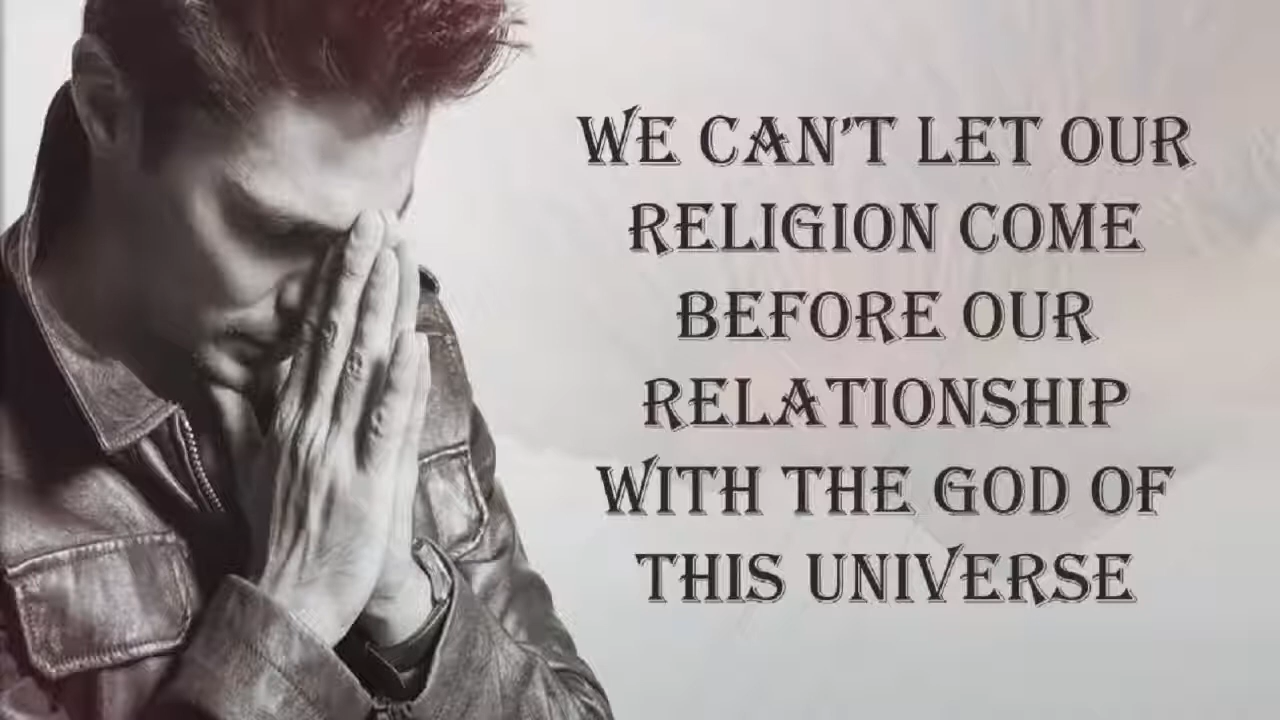 WE CAN'T LET OUR
RELIGION COME
BEFORE OUR
RELATIONSHIP
WITH THE GOD OF
THIS UNIVERSE